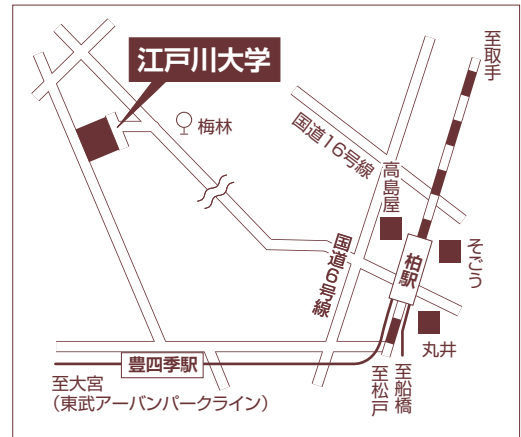 江戸川大学
梅林
国道16号線
至取手
高島屋
そごう
柏駅
国道6号線
丸井
豊四季駅
至大宮
（東武アーバンパークライン）
至松戸
至船橋